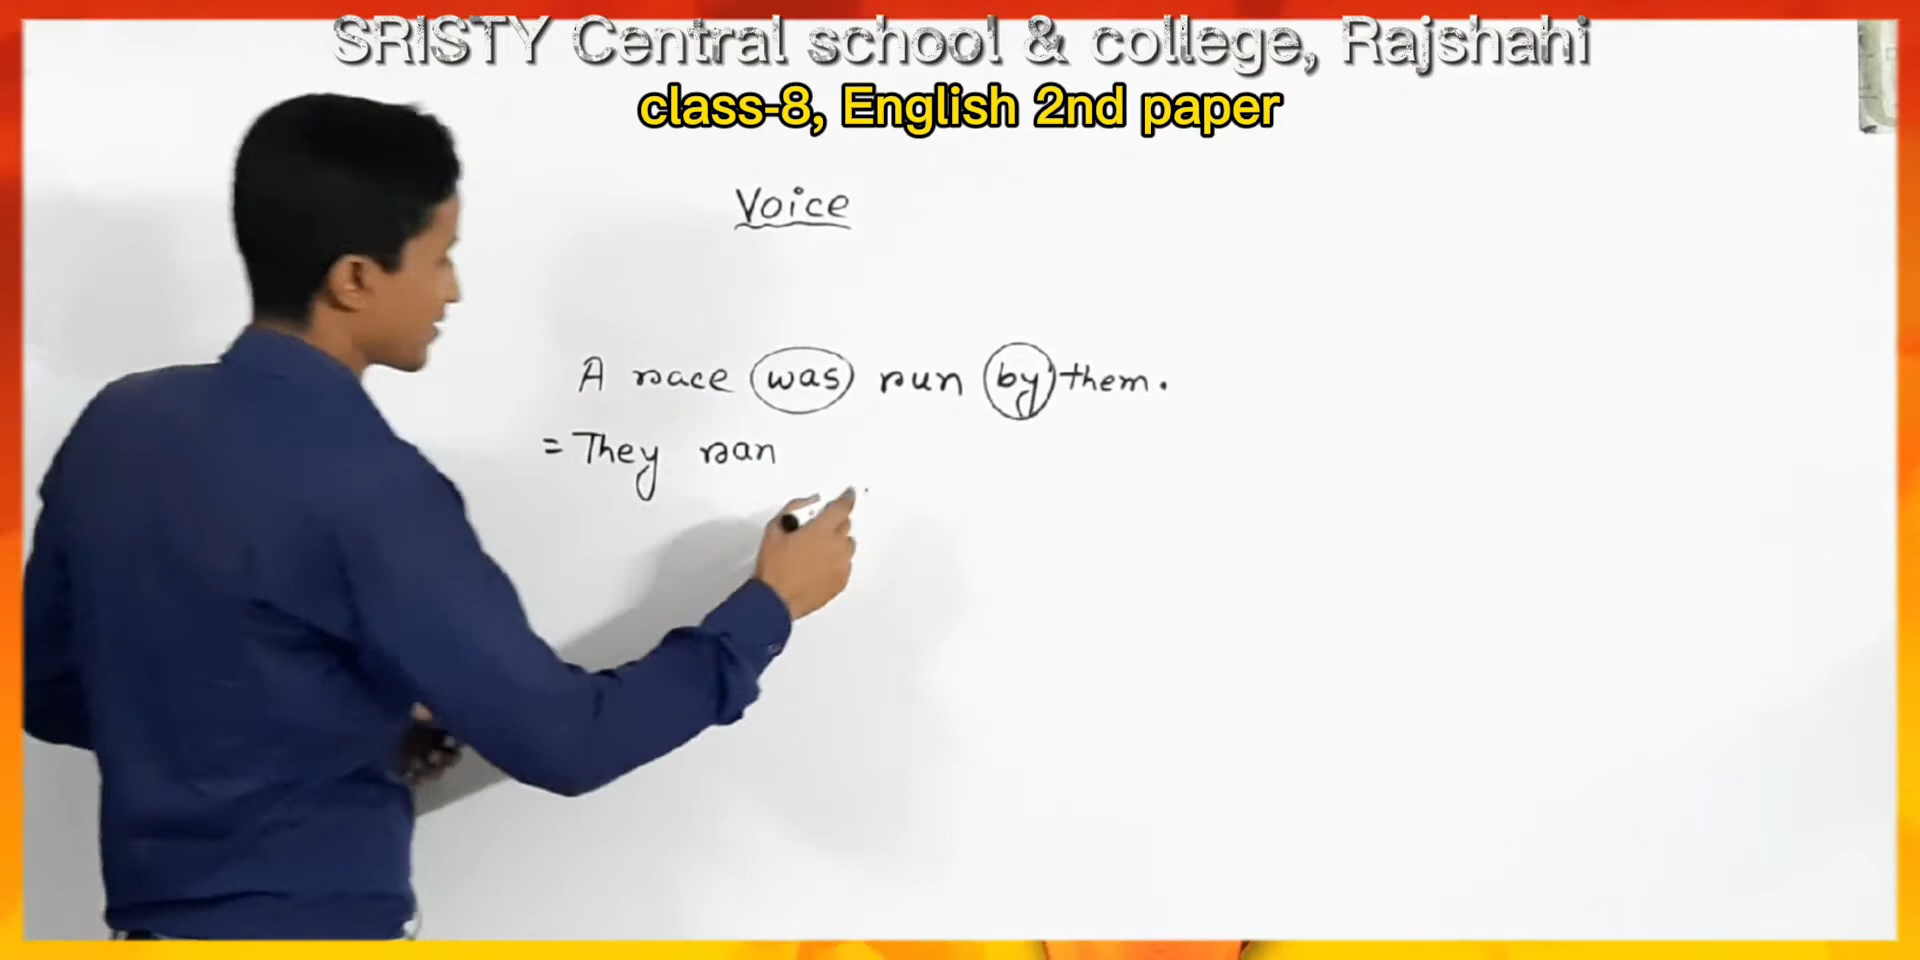 SRISTY Central school & college, Rajshahi
class-8, English 2nd paper
Voice
A race was run by them.
= They ran